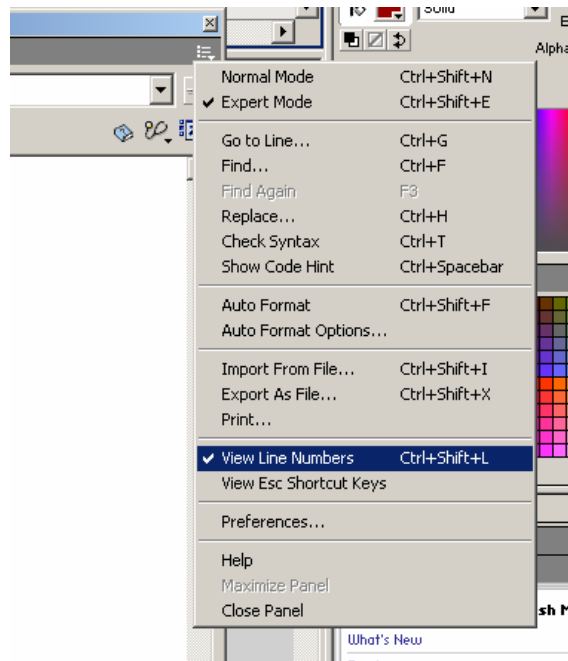 Solid
Alpha
Normal Mode Ctrl+Shift+N
Expert Mode Ctrl+Shift+E
Go to Line... Ctrl+G
Find... Ctrl+F
Find Again F3
Replace... Ctrl+H
Check Syntax Ctrl+T
Show Code Hint Ctrl+Spacebar
Auto Format Ctrl+Shift+F
Auto Format Options...
Import From File... Ctrl+Shift+I
Export As File... Ctrl+Shift+X
Print...
View Line Numbers Ctrl+Shift+L
View Esc Shortcut Keys
Preferences...
Help
Maximize Panel
Close Panel
What's New